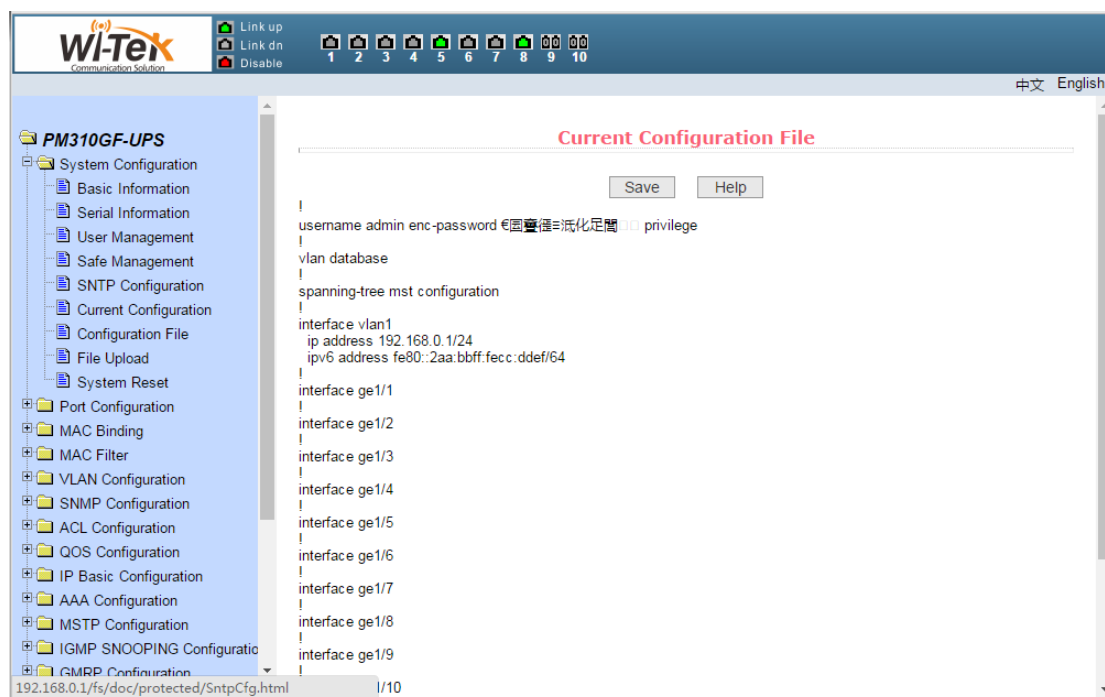 Wi-Tek
Communication Solution
Link up
Link dn
Disable
1 2 3 4 5 6 7 8 9 10
中文 English
PM310GF-UPS
System Configuration
Basic Information
Serial Information
User Management
Safe Management
SNTP Configuration
Current Configuration
Configuration File
File Upload
System Reset
Port Configuration
MAC Binding
MAC Filter
VLAN Configuration
SNMP Configuration
ACL Configuration
QOS Configuration
IP Basic Configuration
AAA Configuration
MSTP Configuration
IGMP SNOOPING Configuratio
GMRP Configuration
192.168.0.1/fs/doc/protected/SntpCfg.html
Current Configuration File
Save Help
!
username admin enc-password privilege
!
vlan database
!
spanning-tree mst configuration
!
interface vlan1
ip address 192.168.0.1/24
ipv6 address fe80::2aa:bbff:fecc:ddef/64
!
interface ge1/1
!
interface ge1/2
!
interface ge1/3
!
interface ge1/4
!
interface ge1/5
!
interface ge1/6
!
interface ge1/7
!
interface ge1/8
!
interface ge1/9
!
1/10